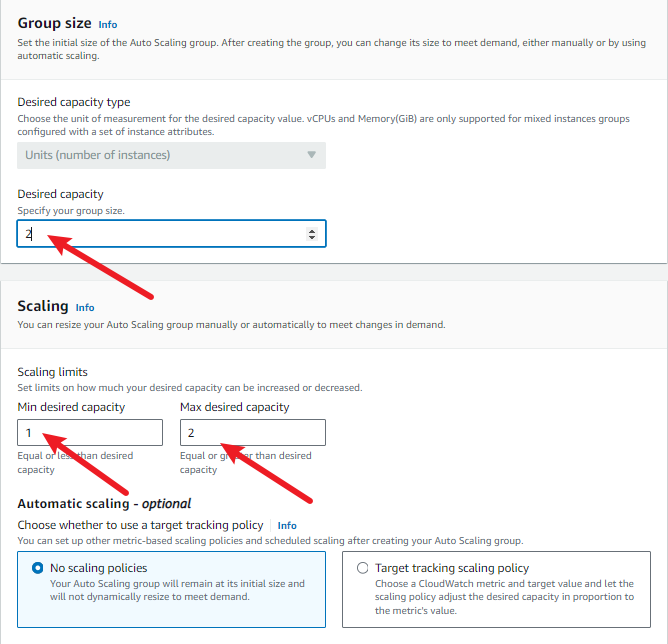 Group size Info
Set the initial size of the Auto Scaling group. After creating the group, you can change its size to meet demand, either manually or by using
automatic scaling.
Desired capacity type
Choose the unit of measurement for the desired capacity value. vCPUs and Memory(GiB) are only supported for mixed instances groups
configured with a set of instance attributes.
Units (number of instances)
Desired capacity
Specify your group size.
2
Scaling Info
You can resize your Auto Scaling group manually or automatically to meet changes in demand.
Scaling limits
Set limits on how much your desired capacity can be increased or decreased.
Min desired capacity
1
Equal or less than desired
capacity
Max desired capacity
2
Equal or greater than desired
capacity
Automatic scaling - optional
Choose whether to use a target tracking policy Info
You can set up other metric-based scaling policies and scheduled scaling after creating your Auto Scaling group.
No scaling policies
Your Auto Scaling group will remain at its initial size and
will not dynamically resize to meet demand.
Target tracking scaling policy
Choose a CloudWatch metric and target value and let the
scaling policy adjust the desired capacity in proportion to
the metric's value.